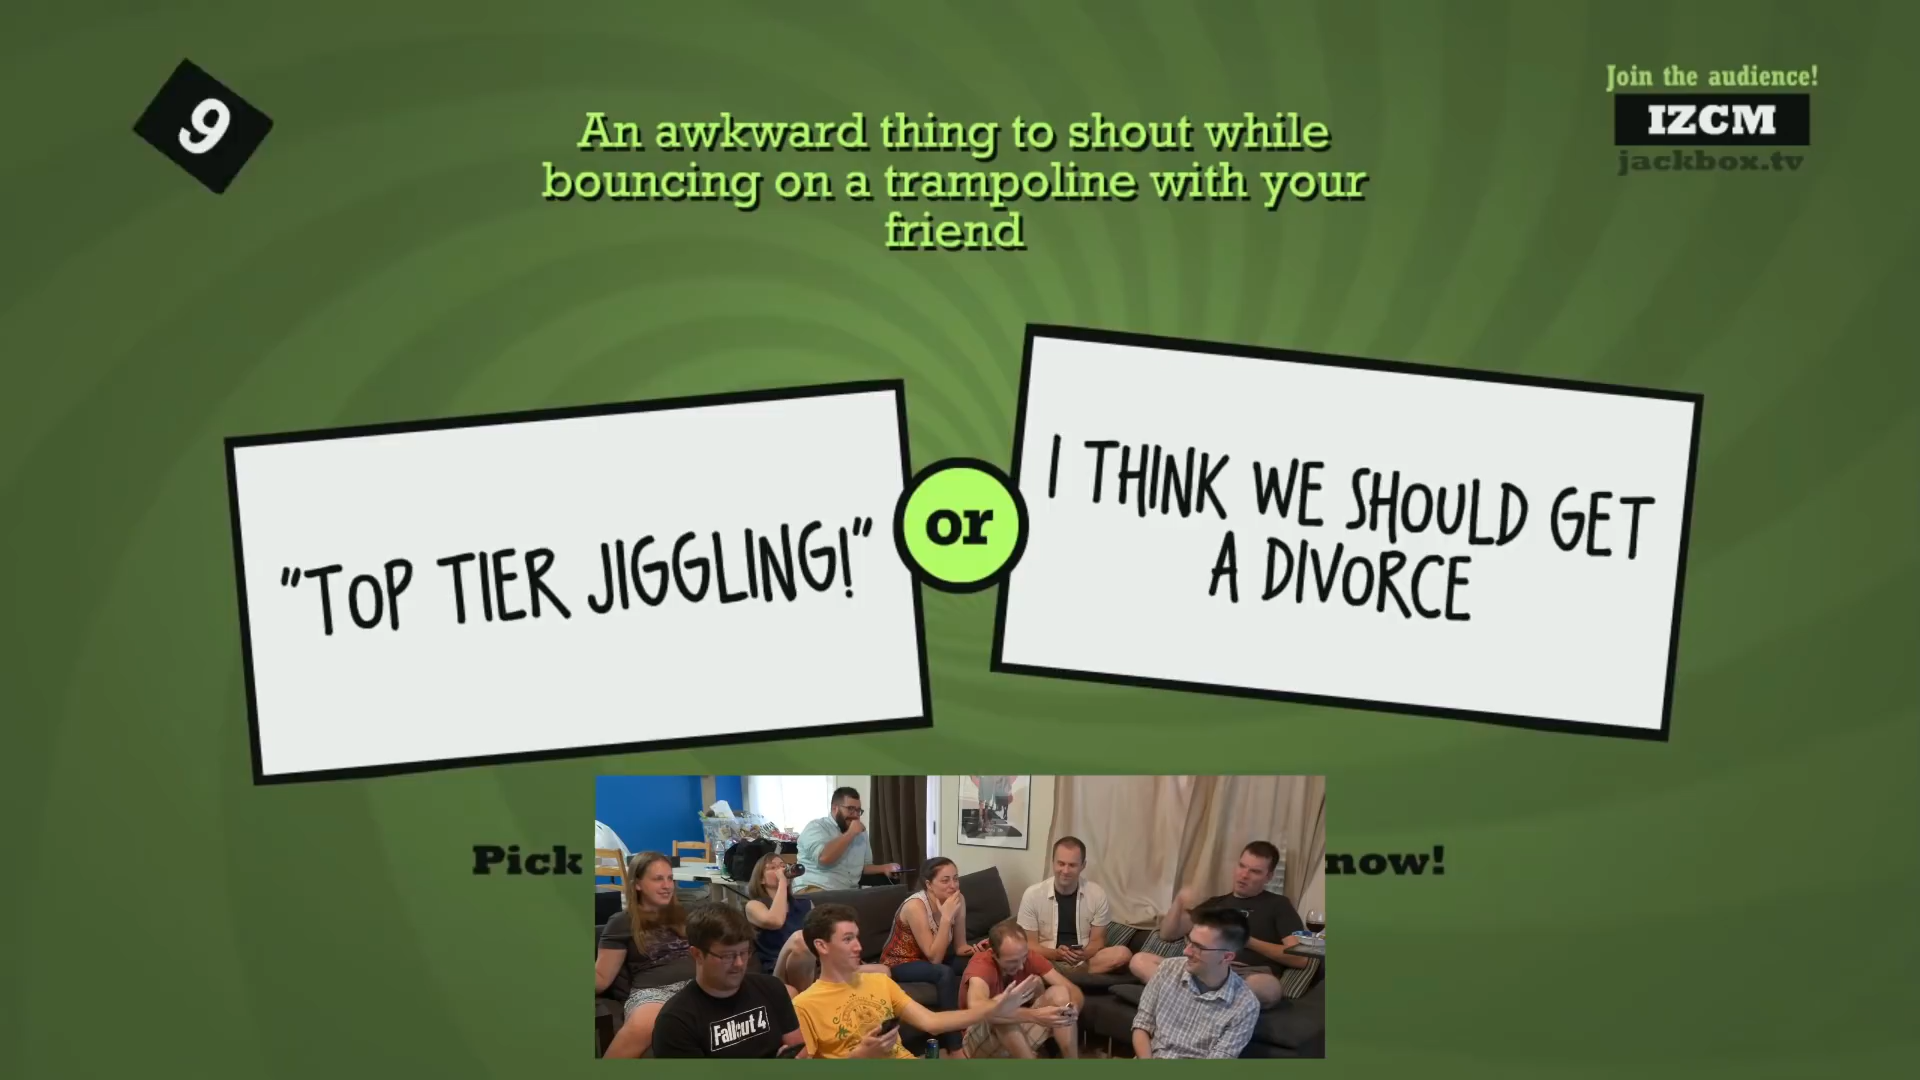 9
An awkward thing to shout while
bouncing on a trampoline with your
friend
Join the audience!
IZCM
jackbox.tv
"TOP TIER JIGGLING!"
or
I THINK WE SHOULD GET
A DIVORCE
Pick
now!
Fallout 4